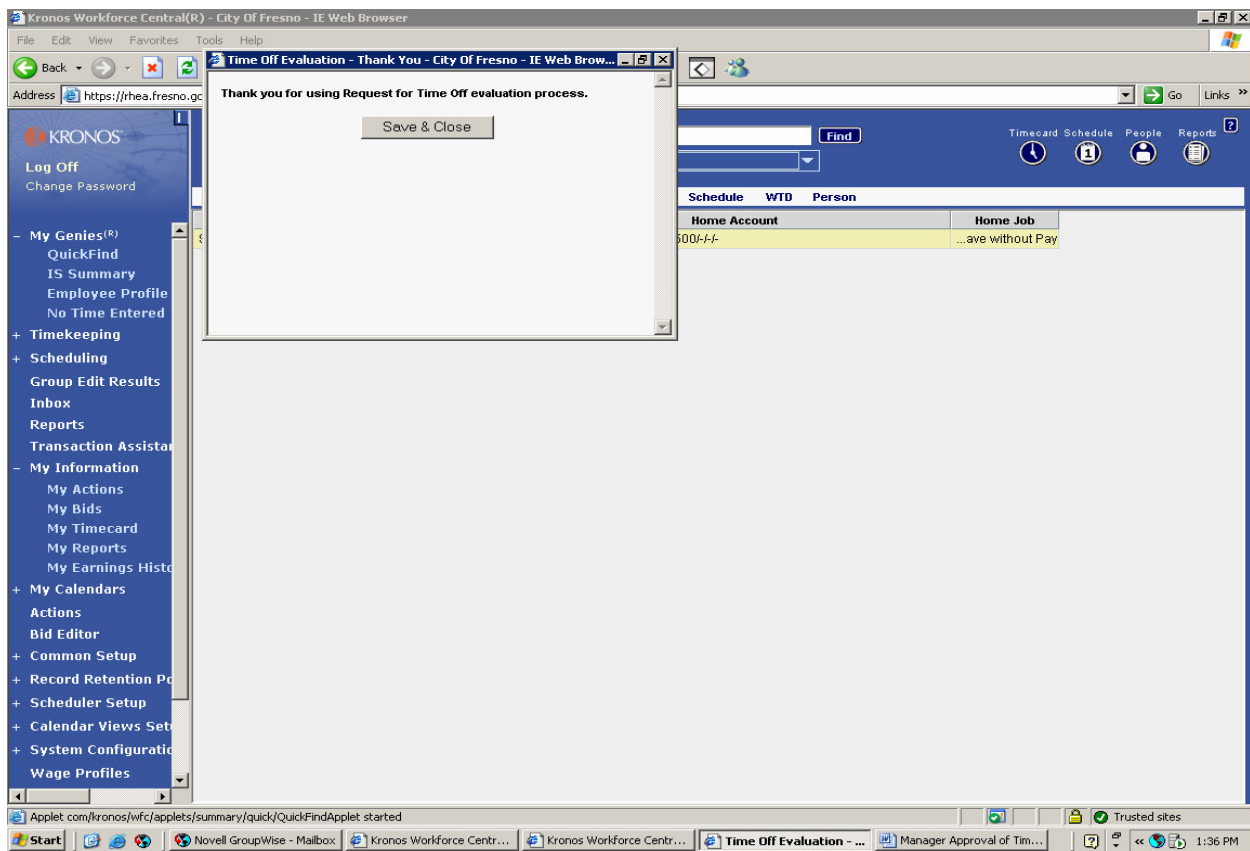 Kronos Workforce Central(R) - City Of Fresno - IE Web Browser
File Edit View Favorites Tools Help
Time Off Evaluation - Thank You - City Of Fresno - IE Web Brow...
Back
Address https://rhea.fresno.gc
Go Links »
Thank you for using Request for Time Off evaluation process.
Save & Close
KRONOS
Log Off
Change Password
Find
Timecard Schedule People Reports ?
1
Schedule WTD Person
Home Account Home Job
500/-/-/- ...ave without Pay
– My Genies(R)
QuickFind
IS Summary
Employee Profile
No Time Entered
+ Timekeeping
+ Scheduling
Group Edit Results
Inbox
Reports
Transaction Assistan
– My Information
My Actions
My Bids
My Timecard
My Reports
My Earnings Histo
+ My Calendars
Actions
Bid Editor
+ Common Setup
+ Record Retention Po
+ Scheduler Setup
+ Calendar Views Setu
+ System Configuratio
Wage Profiles
Applet com/kronos/wfc/applets/summary/quick/QuickFindApplet started
Trusted sites
Start Novell GroupWise - Mailbox Kronos Workforce Centr... Kronos Workforce Centr... Time Off Evaluation - ... Manager Approval of Tim... ? « 1:36 PM